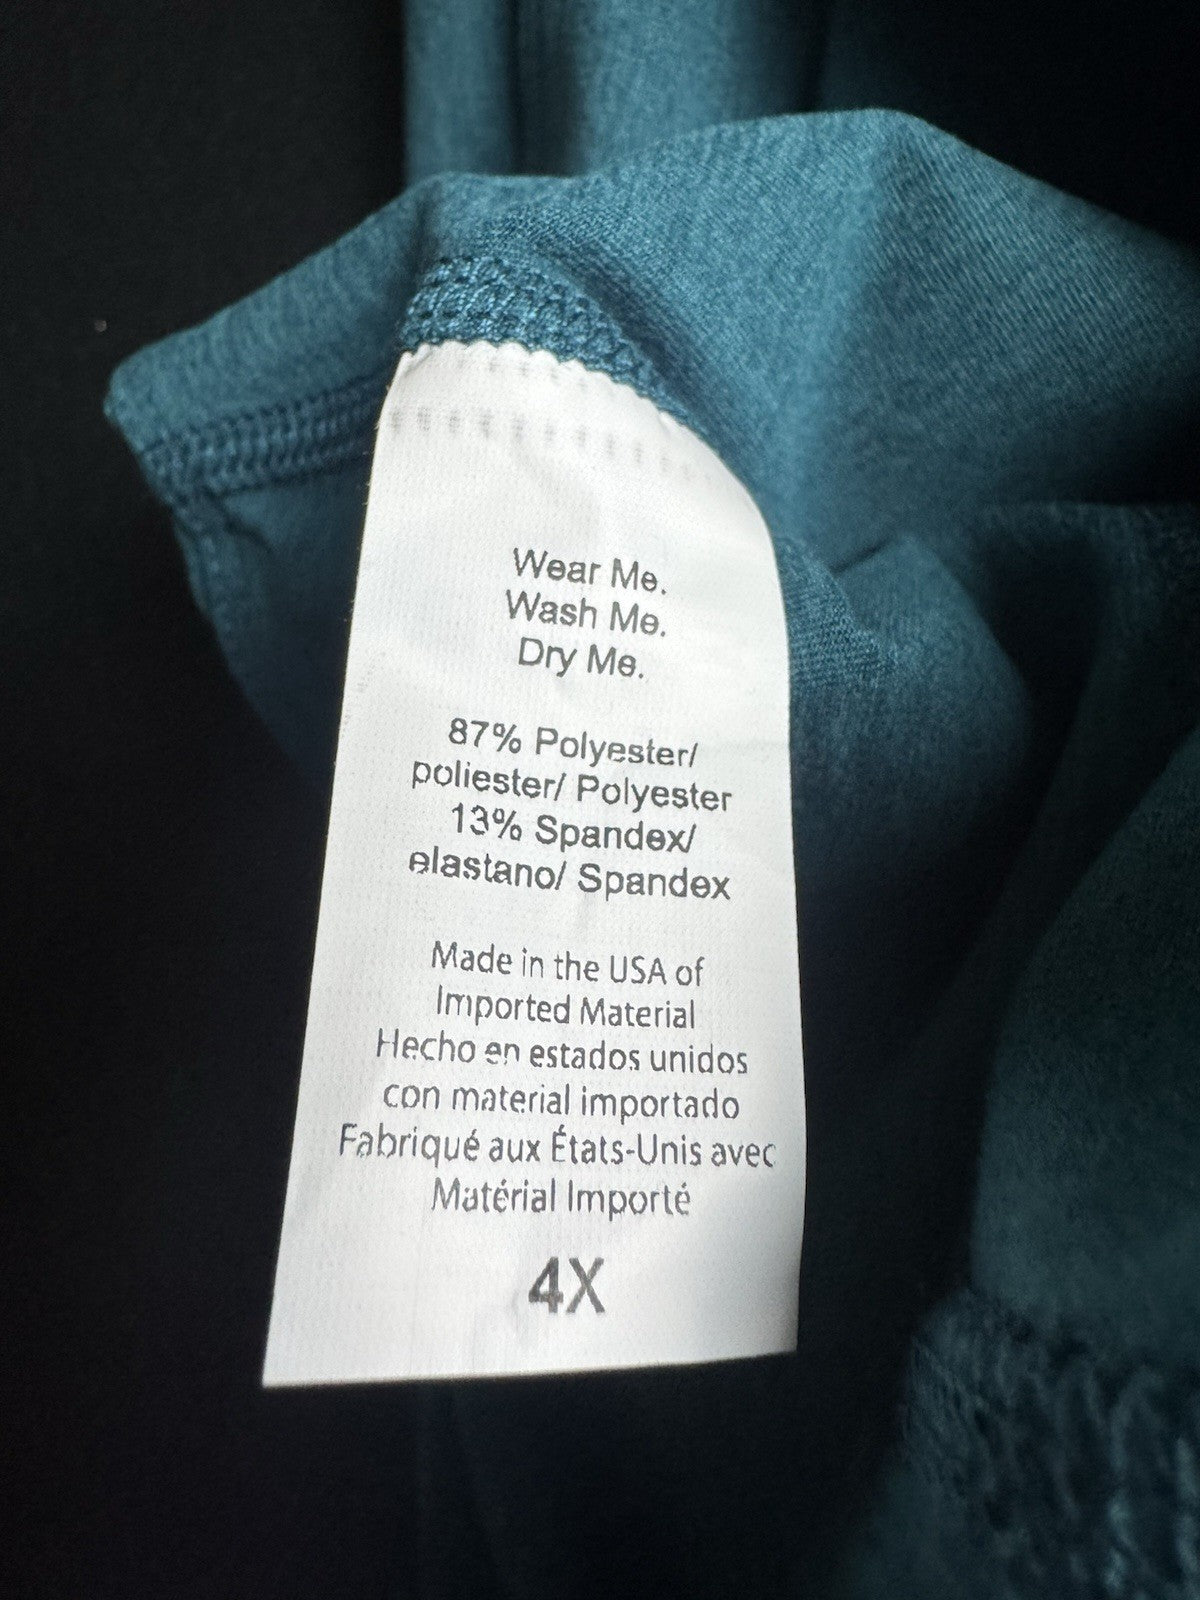 Wear Me.
Wash Me.
Dry Me.
87% Polyester/
poliester/ Polyester
13% Spandex/
elastano/ Spandex
Made in the USA of
Imported Material
Hecho en estados unidos
con material importado
Fabriqué aux États-Unis avec
Matérial Importé
4X